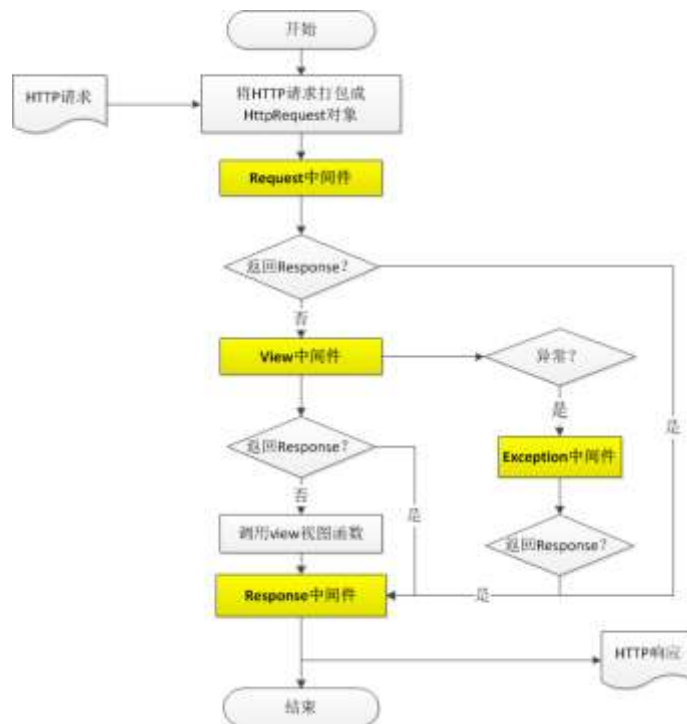 开始
HTTP请求
将HTTP请求打包成
HttpRequest对象
Request中间件
返回Response?
否
View中间件
异常?
是
是
返回Response?
Exception中间件
否
是
调用view视图函数
返回Response?
Response中间件
是
HTTP响应
结束